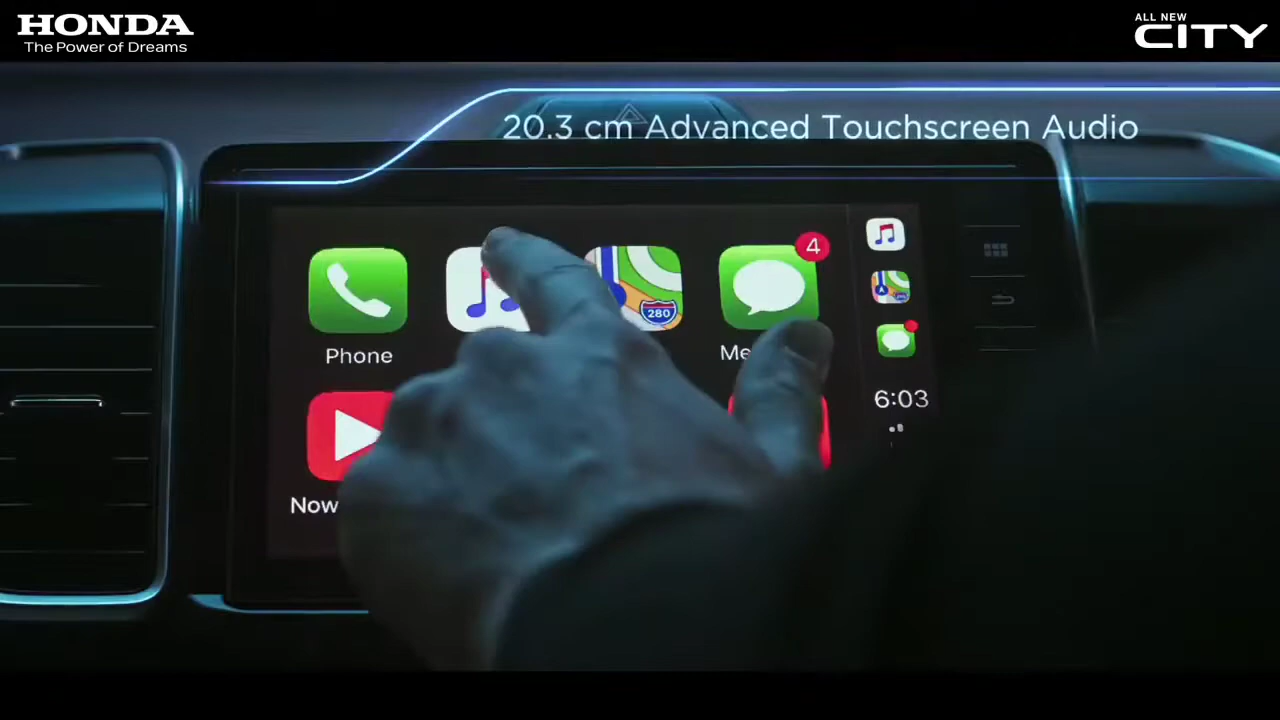 HONDA
The Power of Dreams
ALL NEW
CITY
20.3 cm Advanced Touchscreen Audio
4
280
Phone
Me
6:03
Now